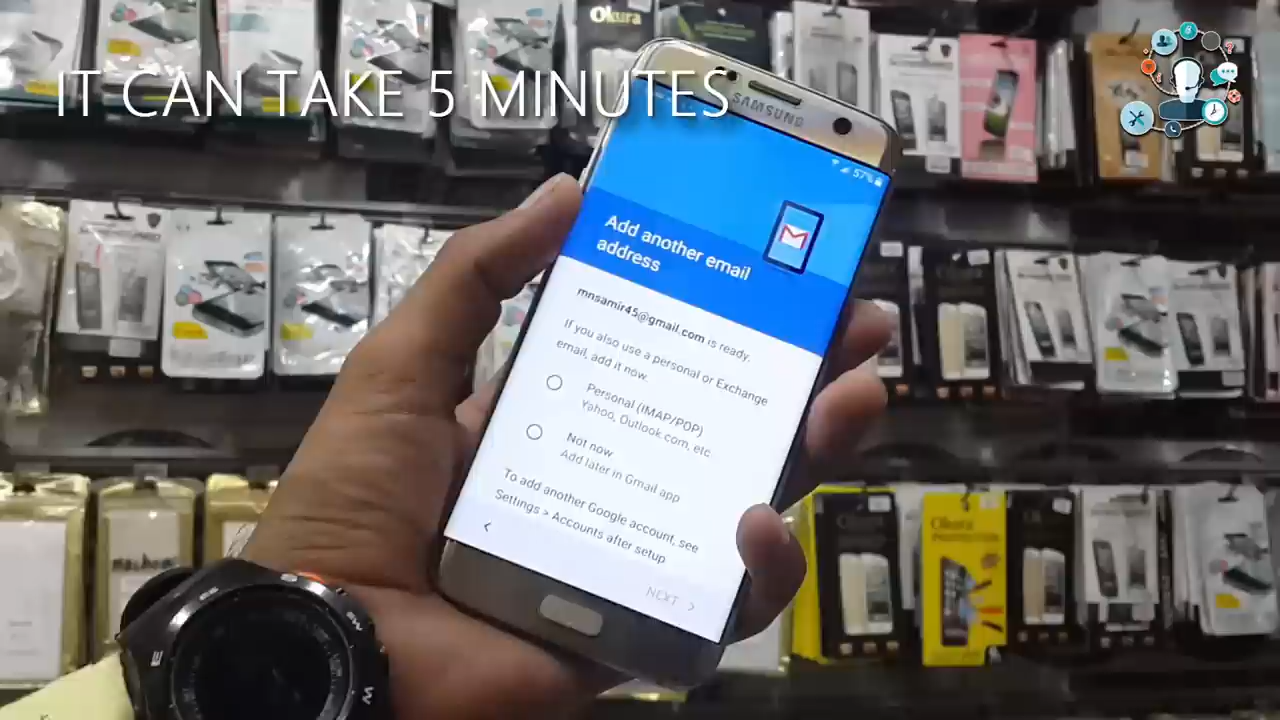 Okura
IT CAN TAKE 5 MINUTES
SAMSUNG
57%
Add another email
address
mnsamir45@gmail.com is ready.
If you also use a personal or Exchange
email, add it now.
Personal (IMAP/POP)
Yahoo, Outlook.com, etc.
Not now
Add later in Gmail app
To add another Google account, see
Settings > Accounts after setup
NEXT >
Okura